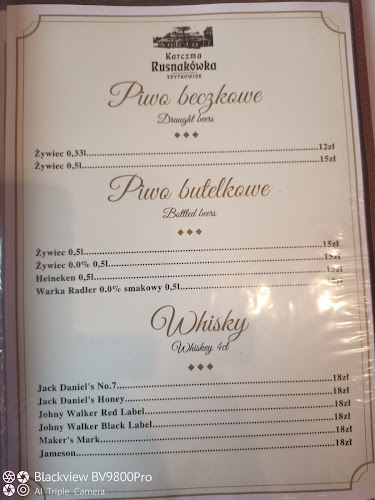 Karczma
Rusnakówka
SPYTKOWICE
Piwo beczkowe
Draught beers
Żywiec 0,33l 12zł
Żywiec 0,5l 15zł
Piwo butelkowe
Bottled beers
Żywiec 0,5l 15zł
Żywiec 0.0% 0,5l 15zł
Heineken 0,5l 15zł
Warka Radler 0.0% smakowy 0,5l 15zł
Whisky
Whiskey 4cl
Jack Daniel's No.7 18zł
Jack Daniel's Honey 18zł
Johny Walker Red Label 18zł
Johny Walker Black Label 18zł
Maker's Mark 18zł
Jameson 18zł
Blackview BV9800Pro
AI Triple Camera